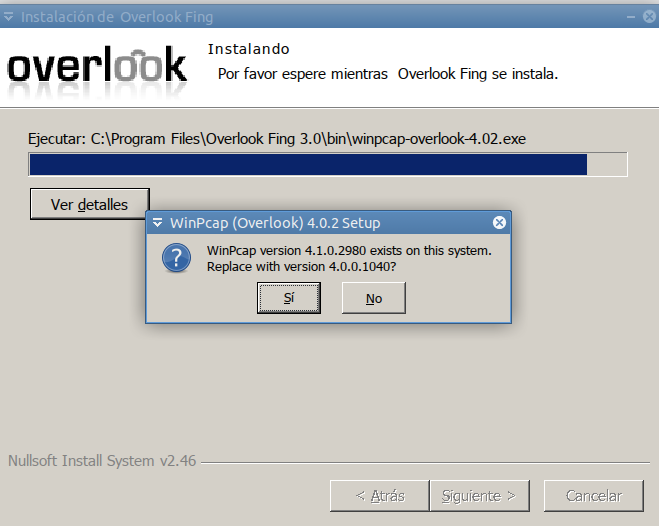 Instalación de Overlook Fing
overlook
Instalando
Por favor espere mientras Overlook Fing se instala.
Ejecutar: C:\Program Files\Overlook Fing 3.0\bin\winpcap-overlook-4.02.exe
Ver detalles
WinPcap (Overlook) 4.0.2 Setup
?
WinPcap version 4.1.0.2980 exists on this system.
Replace with version 4.0.0.1040?
Sí
No
Nullsoft Install System v2.46
< Atrás
Siguiente >
Cancelar